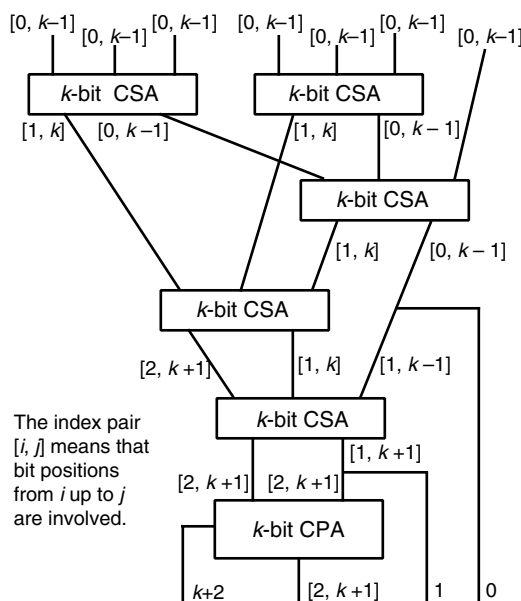 [0, k–1] [0, k–1] [0, k–1] [0, k–1]
[0, k–1] [0, k–1] [0, k–1]
k-bit CSA k-bit CSA
[1, k] [0, k–1] [1, k] [0, k – 1]
k-bit CSA
[1, k] [0, k – 1]
k-bit CSA
[2, k+1] [1, k] [1, k–1]
k-bit CSA
The index pair
[i, j] means that
bit positions
from i up to j
are involved.
[1, k+1]
[2, k+1] [2, k+1]
k-bit CPA
k+2 [2, k+1] 1 0